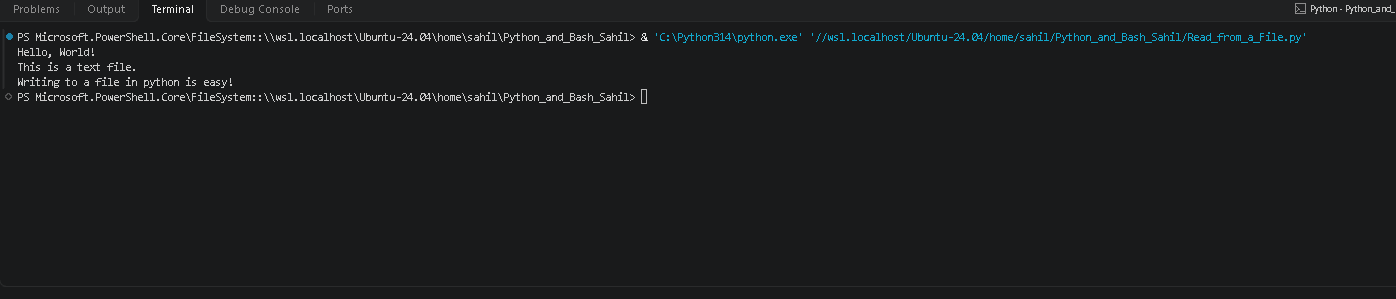 Problems Output Terminal Debug Console Ports Python - Python_and_
PS Microsoft.PowerShell.Core\FileSystem::\\wsl.localhost\Ubuntu-24.04\home\sahil\Python_and_Bash_Sahil> & 'C:\Python314\python.exe' '//wsl.localhost/Ubuntu-24.04/home/sahil/Python_and_Bash_Sahil/Read_from_a_File.py'
Hello, World!
This is a text file.
Writing to a file in python is easy!
PS Microsoft.PowerShell.Core\FileSystem::\\wsl.localhost\Ubuntu-24.04\home\sahil\Python_and_Bash_Sahil>